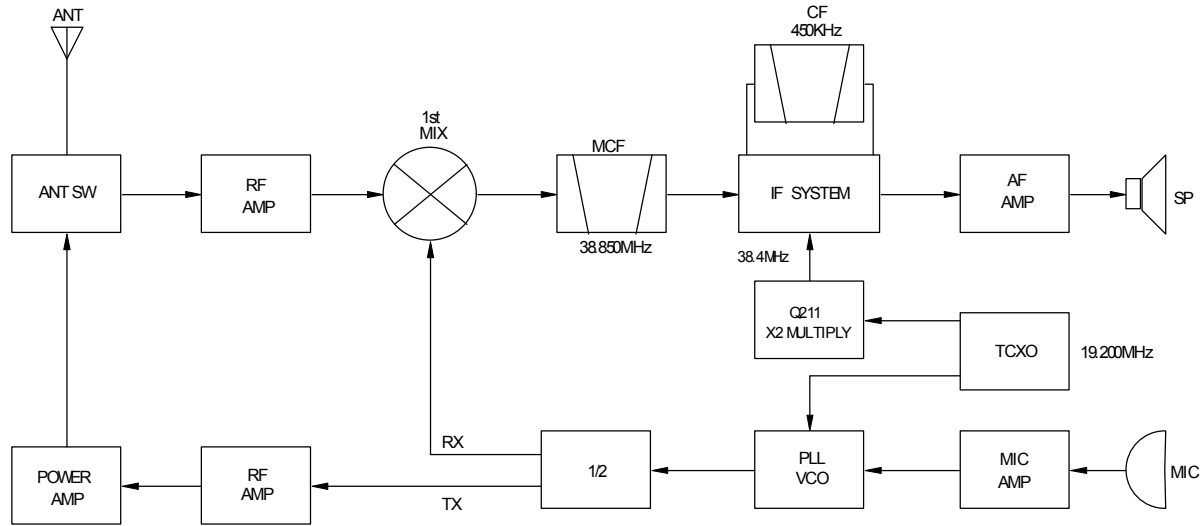 ANT
CF
450KHz
1st
MIX
MCF
ANT SW
RF
AMP
IF SYSTEM
AF
AMP
SP
38.850MHz
38.4MHz
Q211
X2 MULTIPLY
TCXO
19.200MHz
RX
POWER
AMP
RF
AMP
TX
1/2
PLL
VCO
MIC
AMP
MIC